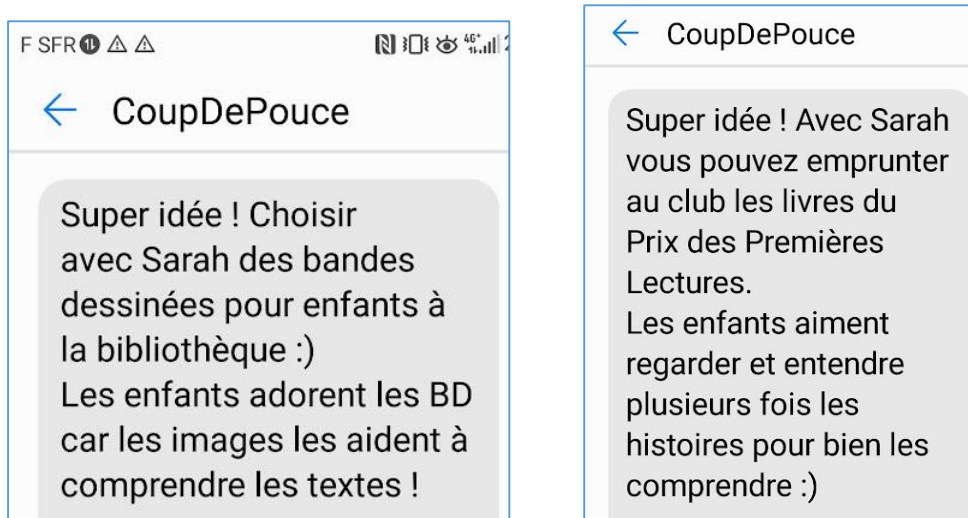 F SFR
CoupDePouce
Super idée ! Choisir
avec Sarah des bandes
dessinées pour enfants à
la bibliothèque :)
Les enfants adorent les BD
car les images les aident à
comprendre les textes !
CoupDePouce
Super idée ! Avec Sarah
vous pouvez emprunter
au club les livres du
Prix des Premières
Lectures.
Les enfants aiment
regarder et entendre
plusieurs fois les
histoires pour bien les
comprendre :)